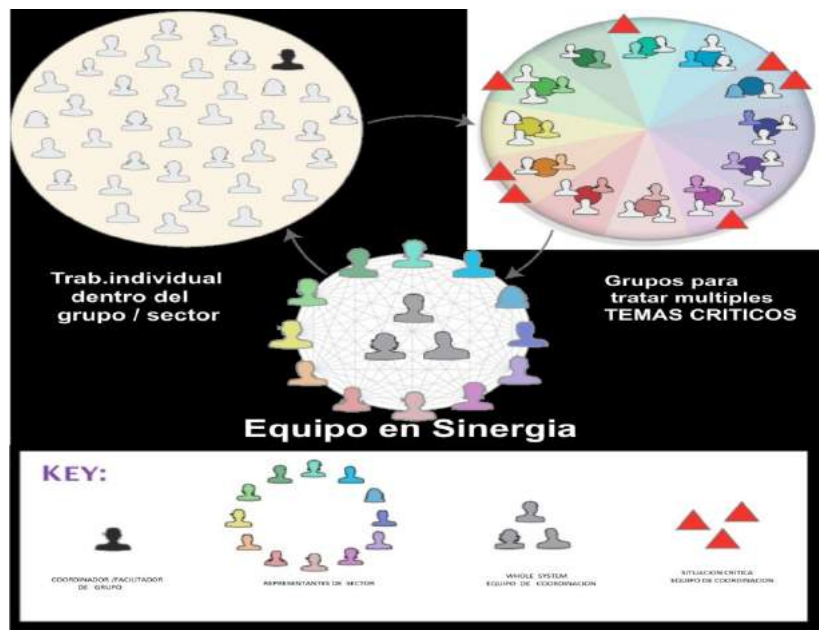 Trab.individual
dentro del
grupo / sector
Grupos para
tratar multiples
TEMAS CRITICOS
Equipo en Sinergia
KEY:
COORDINADOR /FACILITADOR
DE GRUPO
REPRESENTANTES DE SECTOR
WHOLE SYSTEM
EQUIPO DE COORDINACION
SITUACION CRITICA
EQUIPO DE COORDINACION